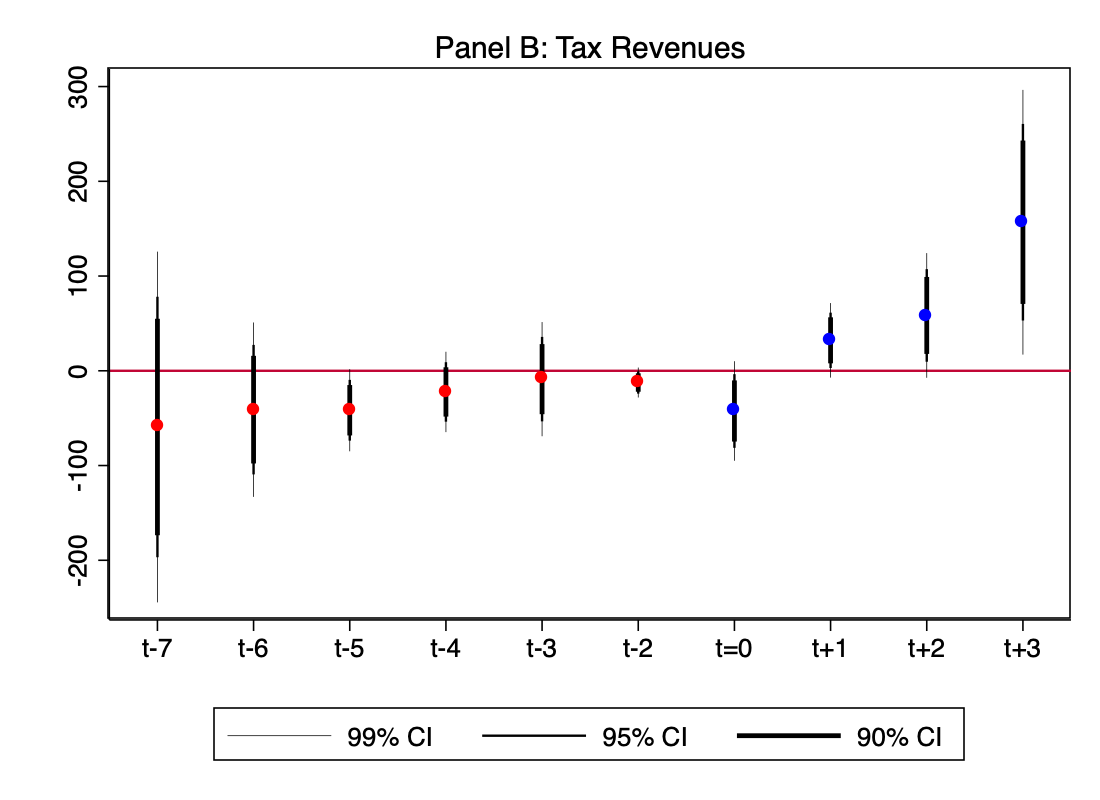 Panel B: Tax Revenues
300
200
100
0
-100
-200
t-7 t-6 t-5 t-4 t-3 t-2 t=0 t+1 t+2 t+3
99% CI 95% CI 90% CI